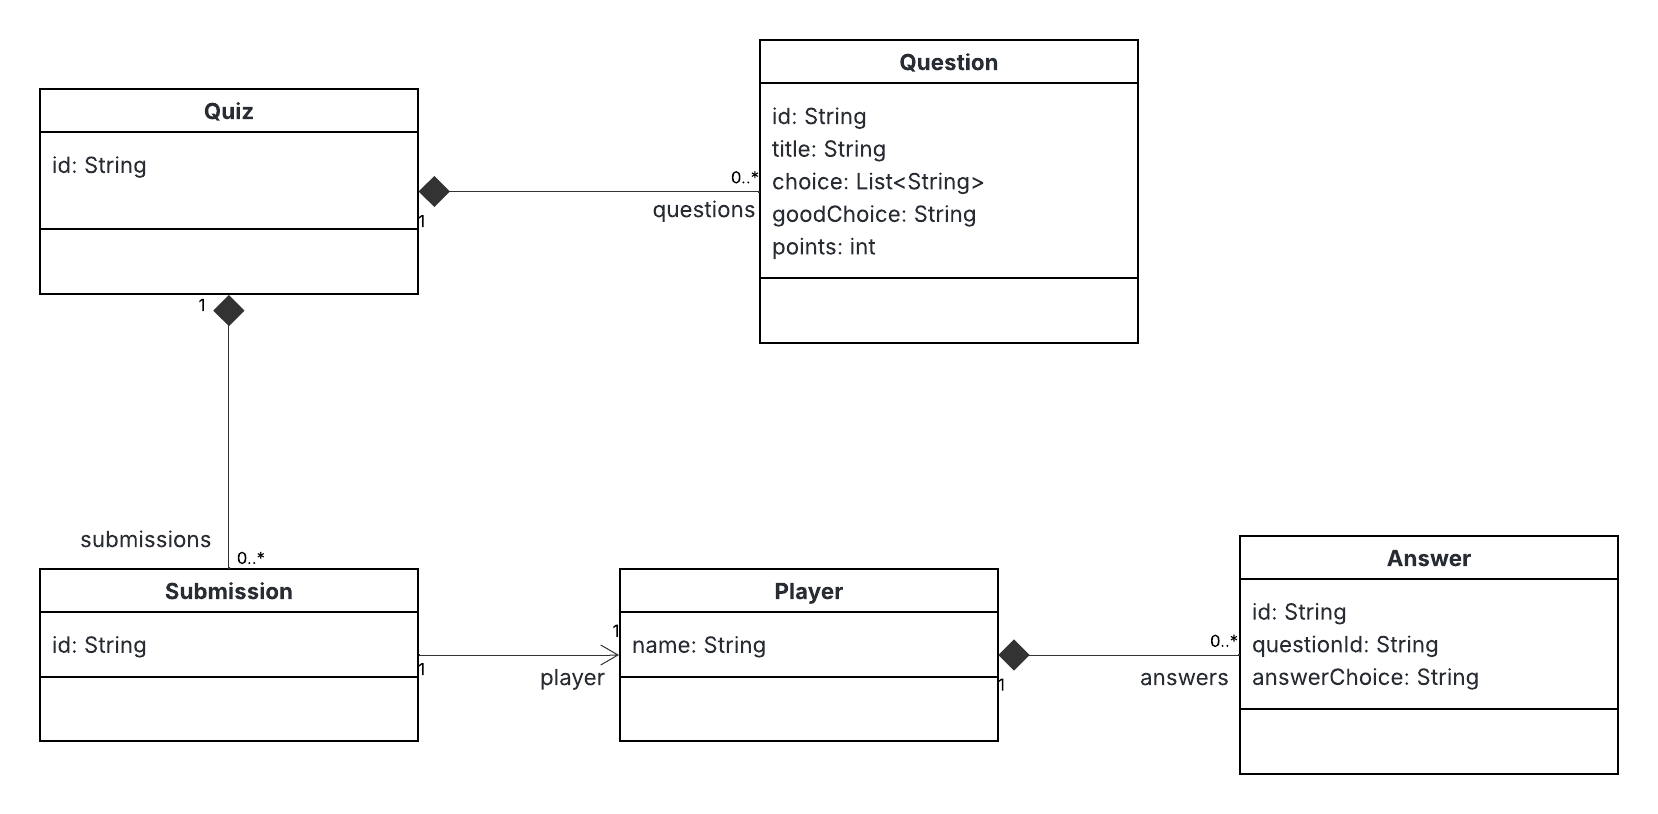 Question
id: String
title: String
choice: List<String>
goodChoice: String
points: int
Quiz
id: String
1
0..*
questions
1
submissions
0..*
Submission
id: String
1
1
player
Player
name: String
1
0..*
answers
Answer
id: String
questionId: String
answerChoice: String